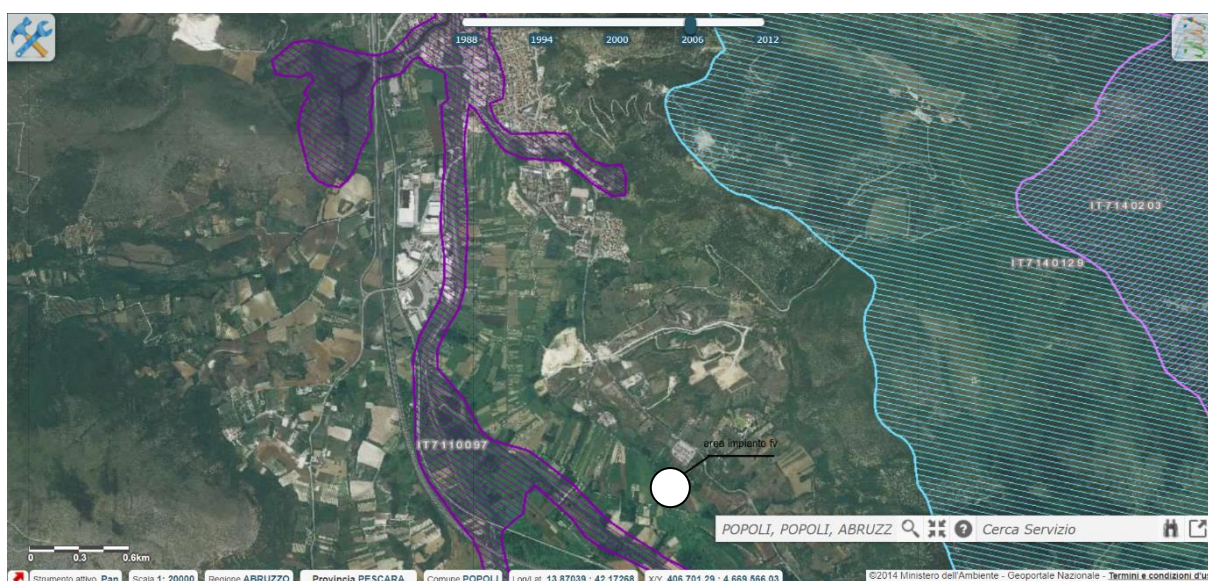 1988 1994 2000 2006 2012
IT7140203
IT7140129
IT7110097
area impianto fv
POPOLI, POPOLI, ABRUZZ
Cerca Servizio
0 0.3 0.6km
Strumento attivo Pan
Scala 1: 20000
Regione ABRUZZO
Provincia PESCARA
Comune POPOLI
Lon/Lat 13.87039 : 42.17268
X/Y 406.701,29 : 4.669.566,03
©2014 Ministero dell'Ambiente - Geoportale Nazionale - Termini e condizioni d'u